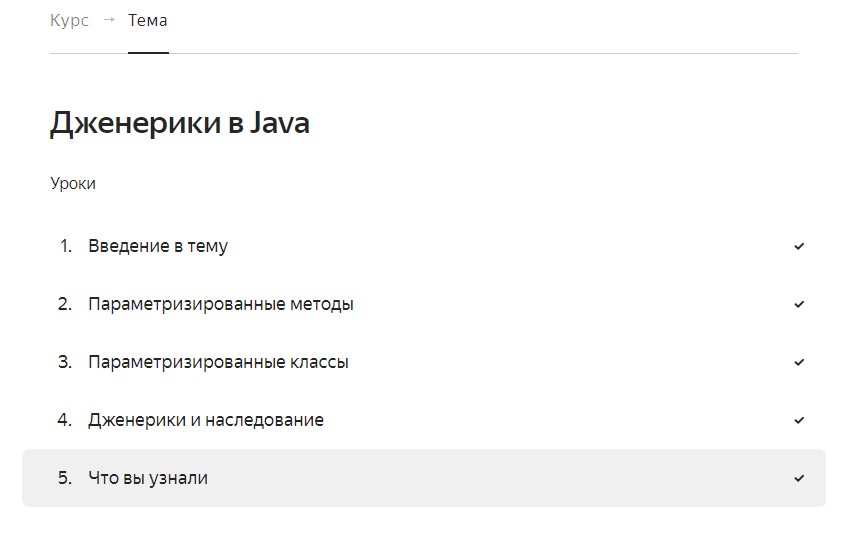 Курс → Тема
Дженерики в Java
Уроки
1. Введение в тему
2. Параметризированные методы
3. Параметризированные классы
4. Дженерики и наследование
5. Что вы узнали